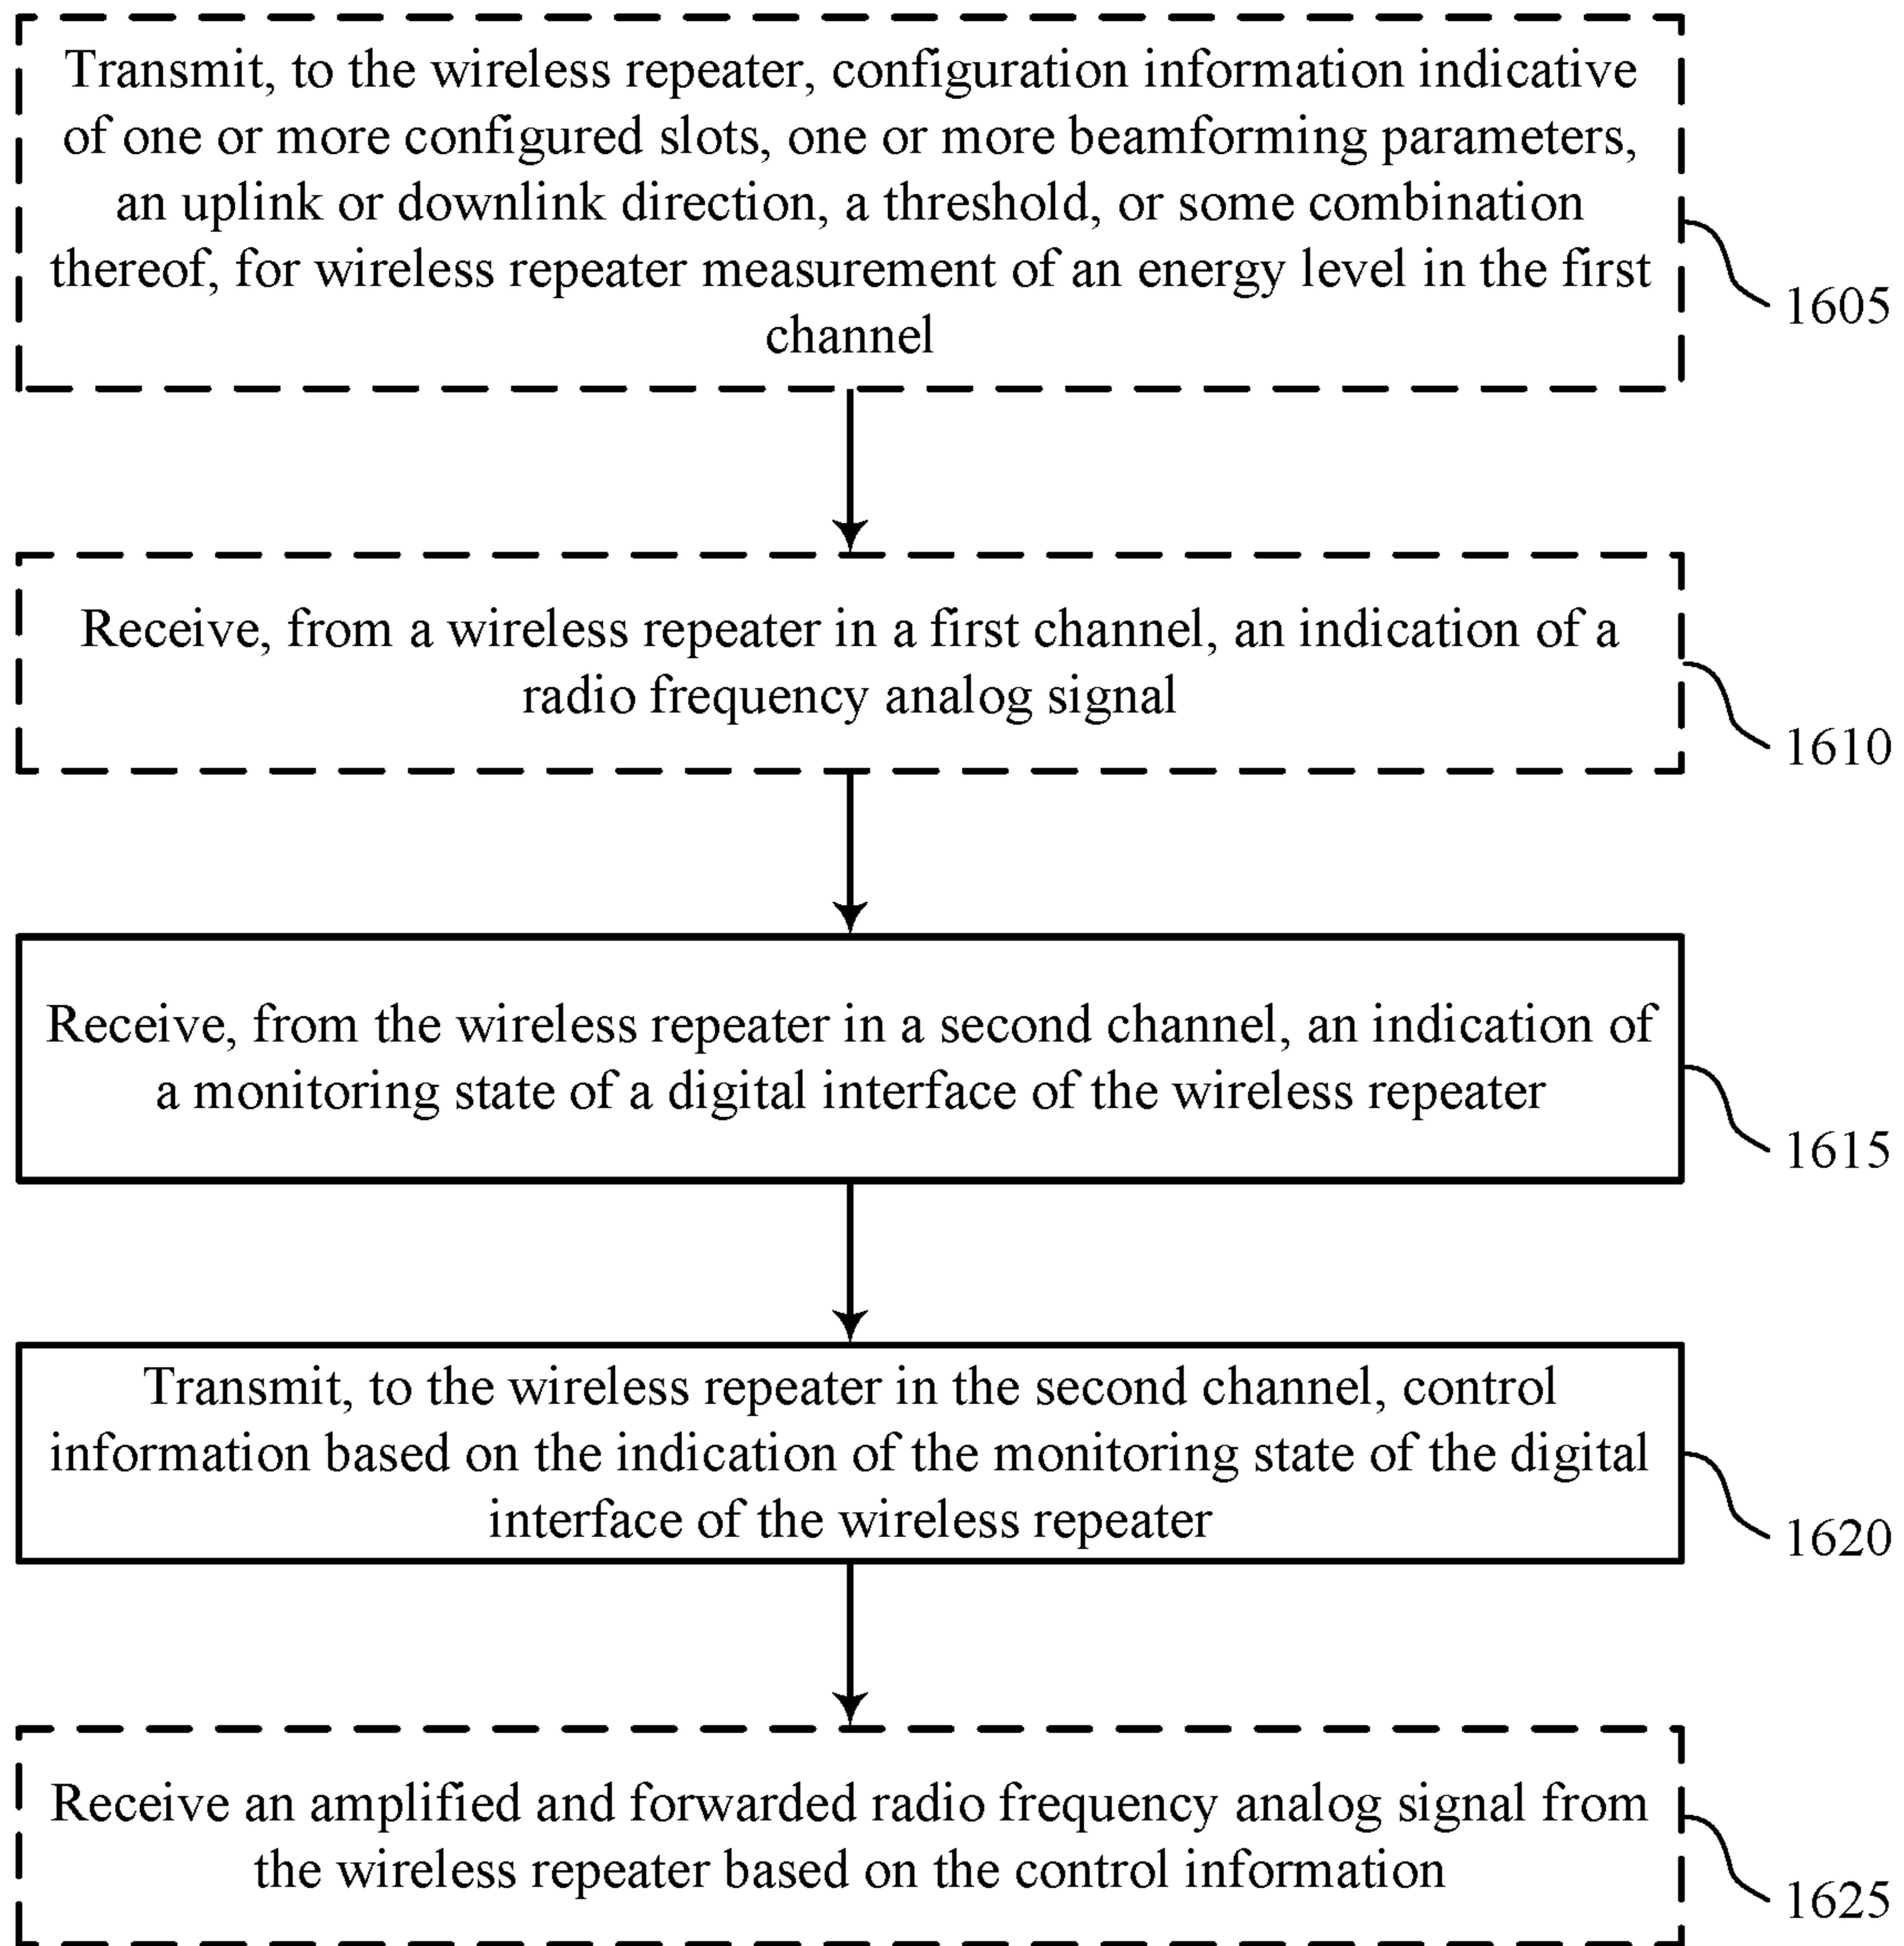 Transmit, to the wireless repeater, configuration information indicative
of one or more configured slots, one or more beamforming parameters,
an uplink or downlink direction, a threshold, or some combination
thereof, for wireless repeater measurement of an energy level in the first
channel
1605
Receive, from a wireless repeater in a first channel, an indication of a
radio frequency analog signal
1610
Receive, from the wireless repeater in a second channel, an indication of
a monitoring state of a digital interface of the wireless repeater
1615
Transmit, to the wireless repeater in the second channel, control
information based on the indication of the monitoring state of the digital
interface of the wireless repeater
1620
Receive an amplified and forwarded radio frequency analog signal from
the wireless repeater based on the control information
1625